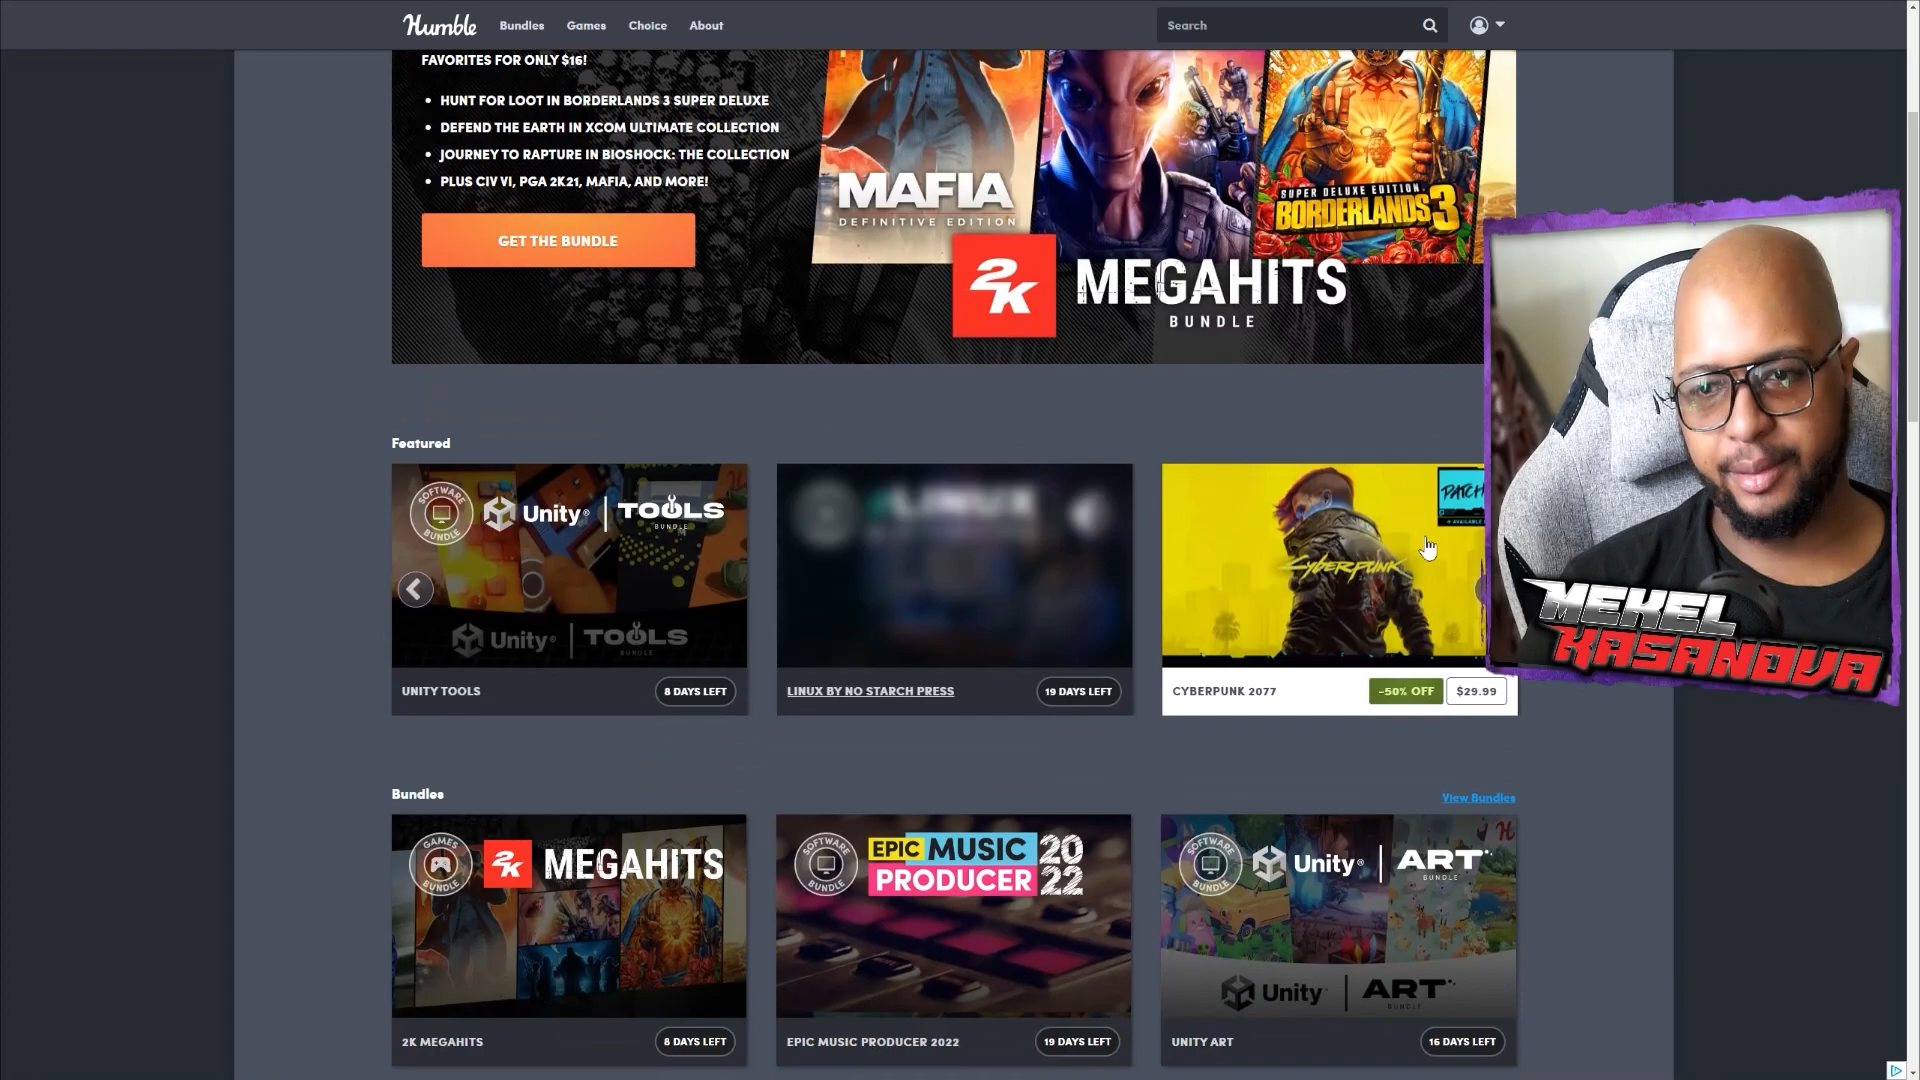 Humble
Bundles
Games
Choice
About
Search
FAVORITES FOR ONLY $16!
HUNT FOR LOOT IN BORDERLANDS 3 SUPER DELUXE
DEFEND THE EARTH IN XCOM ULTIMATE COLLECTION
JOURNEY TO RAPTURE IN BIOSHOCK: THE COLLECTION
PLUS CIV VI, PGA 2K21, MAFIA, AND MORE!
GET THE BUNDLE
MAFIA
DEFINITIVE EDITION
SUPER DELUXE EDITION
BORDERLANDS 3
2K
MEGAHITS
BUNDLE
MEKEL
KASANOVA
Featured
SOFTWARE
BUNDLE
Unity
TOOLS
BUNDLE
Unity
TOOLS
BUNDLE
UNITY TOOLS
8 DAYS LEFT
LINUX
LINUX BY NO STARCH PRESS
19 DAYS LEFT
PATCH
CYBERPUNK
CYBERPUNK 2077
-50% OFF
$29.99
Bundles
View Bundles
GAMES
BUNDLE
2K
MEGAHITS
2K MEGAHITS
8 DAYS LEFT
SOFTWARE
BUNDLE
EPIC MUSIC
PRODUCER
20
22
EPIC MUSIC PRODUCER 2022
19 DAYS LEFT
SOFTWARE
BUNDLE
Unity
ART
BUNDLE
Unity
ART
BUNDLE
UNITY ART
16 DAYS LEFT